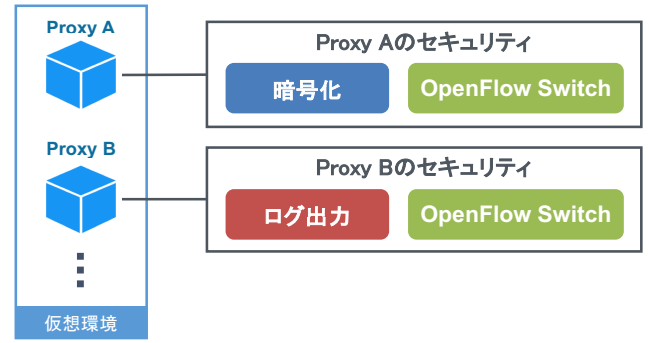 Proxy A
Proxy Aのセキュリティ
暗号化
OpenFlow Switch
Proxy B
Proxy Bのセキュリティ
ログ出力
OpenFlow Switch
仮想環境